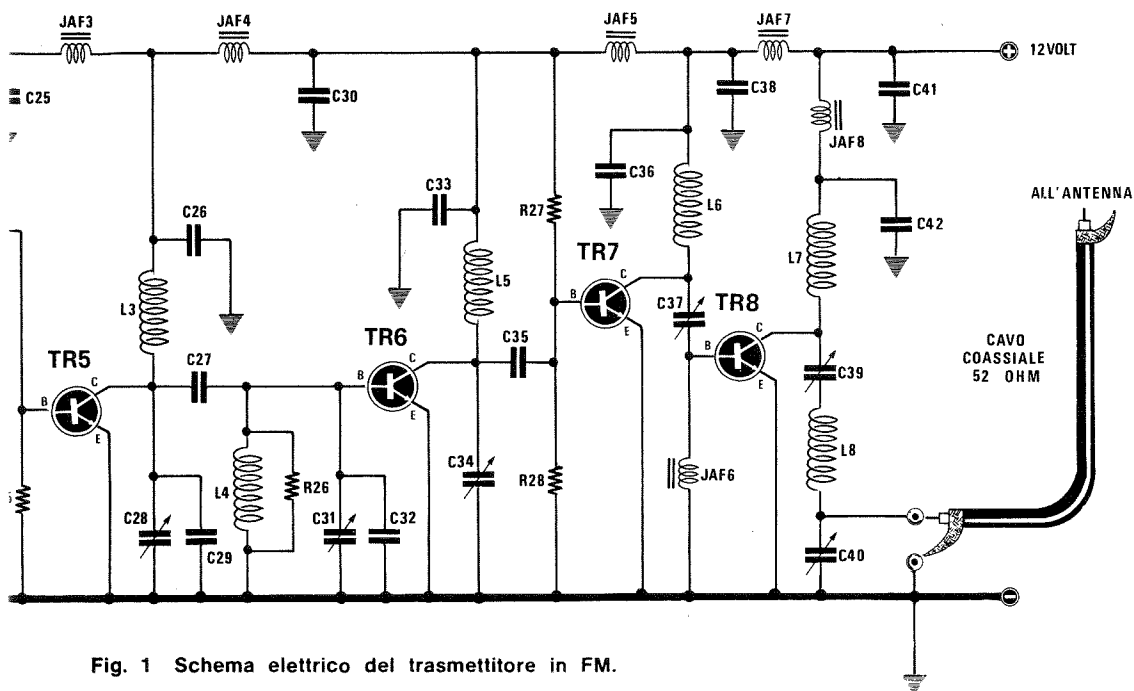 JAF3
JAF4
JAF5
JAF7
12 VOLT
C25
C30
C38
C41
JAF8
C36
C33
L6
ALL'ANTENNA
C26
R27
C42
L5
L7
TR7
C
B
E
L3
C37
TR8
C
B
E
C35
TR6
C
B
E
CAVO
COASSIALE
52 OHM
C27
TR5
C
B
E
C39
C34
R28
JAF6
L8
L4
R26
C28
C29
C31
C32
C40
Fig. 1 Schema elettrico del trasmettitore in FM.